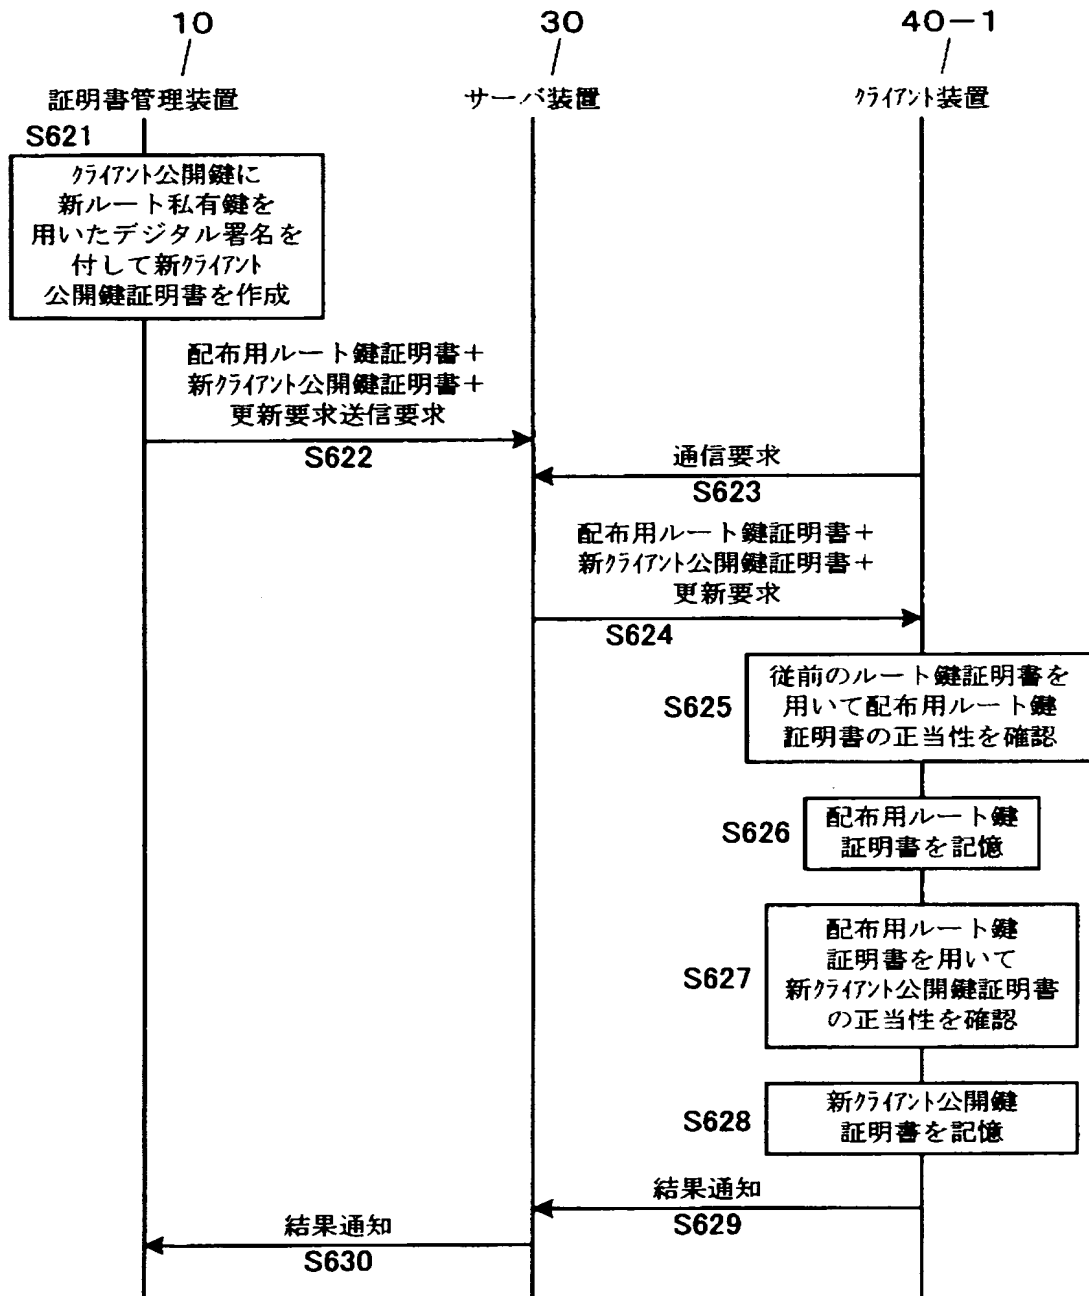 10
30
40-1
証明書管理装置
サーバ装置
クライアント装置
S621
クライアント公開鍵に
新ルート私有鍵を
用いたデジタル署名を
付して新クライアント
公開鍵証明書を作成
配布用ルート鍵証明書+
新クライアント公開鍵証明書+
更新要求送信要求
S622
通信要求
S623
配布用ルート鍵証明書+
新クライアント公開鍵証明書+
更新要求
S624
S625
従前のルート鍵証明書を
用いて配布用ルート鍵
証明書の正当性を確認
S626
配布用ルート鍵
証明書を記憶
S627
配布用ルート鍵
証明書を用いて
新クライアント公開鍵証明書
の正当性を確認
S628
新クライアント公開鍵
証明書を記憶
結果通知
S629
結果通知
S630